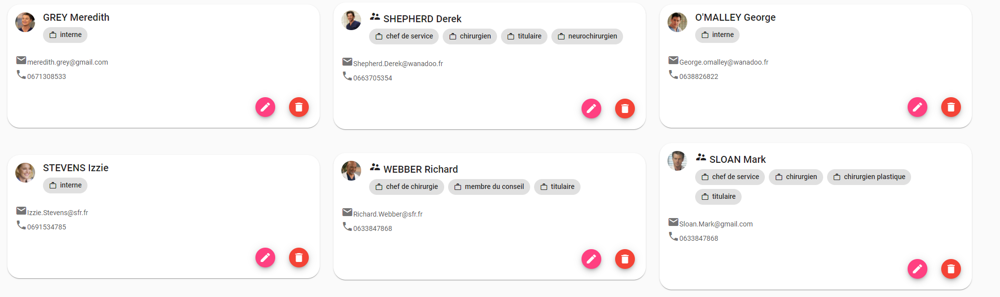 GREY Meredith
interne
meredith.grey@gmail.com
0671308533
SHEPHERD Derek
chef de service chirurgien titulaire neurochirurgien
Shepherd.Derek@wanadoo.fr
0663705354
O'MALLEY George
interne
George.omalley@wanadoo.fr
0638826822
STEVENS Izzie
interne
Izzie.Stevens@sfr.fr
0691534785
WEBBER Richard
chef de chirurgie membre du conseil titulaire
Richard.Webber@sfr.fr
0633847868
SLOAN Mark
chef de service chirurgien chirurgien plastique
titulaire
Sloan.Mark@gmail.com
0633847868